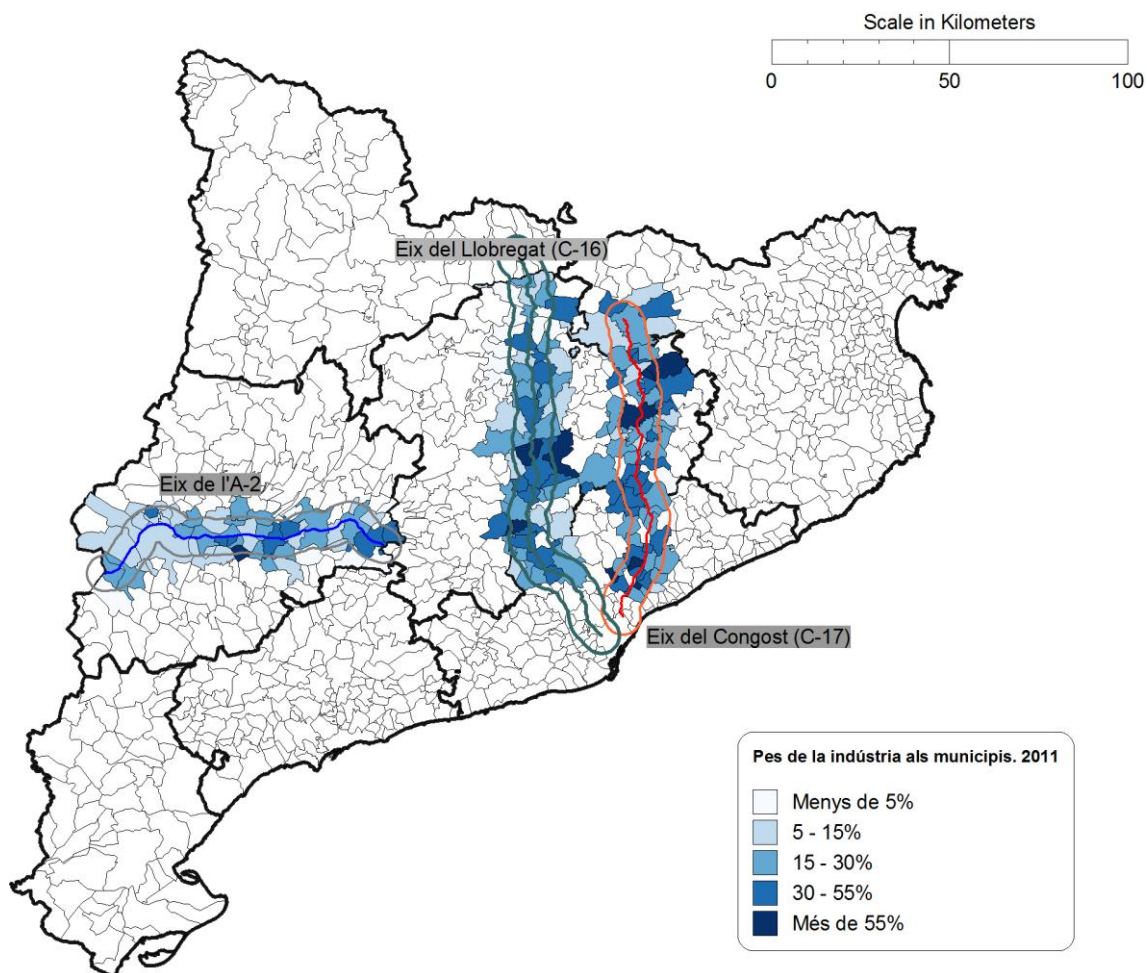 Scale in Kilometers
0 50 100
Eix del Llobregat (C-16)
Eix de l'A-2
Eix del Congost (C-17)
Pes de la indústria als municipis. 2011
Menys de 5%
5 - 15%
15 - 30%
30 - 55%
Més de 55%